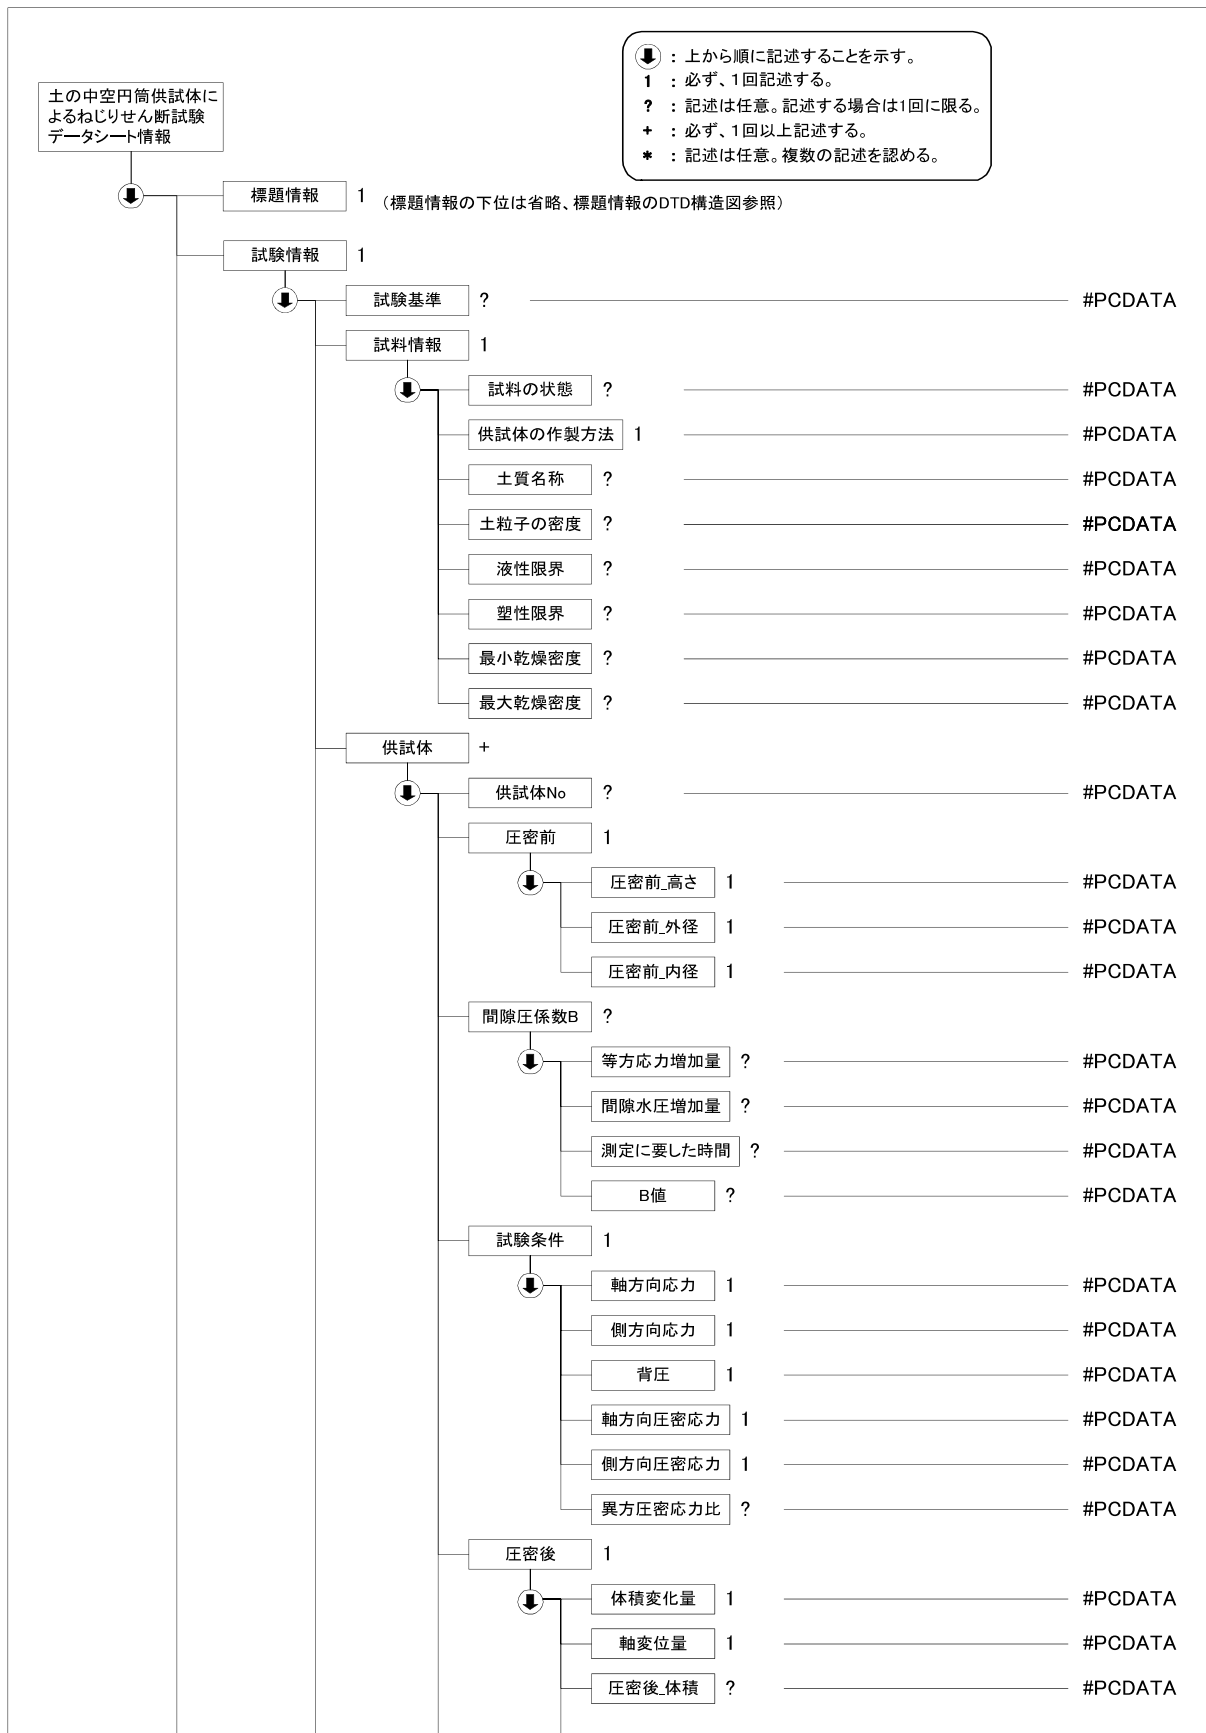 ：上から順に記述することを示す。
1 ：必ず、1回記述する。
? ：記述は任意。記述する場合は1回に限る。
+ ：必ず、1回以上記述する。
* ：記述は任意。複数の記述を認める。
土の中空円筒供試体に
よるねじりせん断試験
データシート情報
標題情報 1 （標題情報の下位は省略、標題情報のDTD構造図参照）
試験情報 1
試験基準 ? #PCDATA
試料情報 1
試料の状態 ? #PCDATA
供試体の作製方法 1 #PCDATA
土質名称 ? #PCDATA
土粒子の密度 ? #PCDATA
液性限界 ? #PCDATA
塑性限界 ? #PCDATA
最小乾燥密度 ? #PCDATA
最大乾燥密度 ? #PCDATA
供試体 +
供試体No ? #PCDATA
圧密前 1
圧密前_高さ 1 #PCDATA
圧密前_外径 1 #PCDATA
圧密前_内径 1 #PCDATA
間隙圧係数B ?
等方応力増加量 ? #PCDATA
間隙水圧増加量 ? #PCDATA
測定に要した時間 ? #PCDATA
B値 ? #PCDATA
試験条件 1
軸方向応力 1 #PCDATA
側方向応力 1 #PCDATA
背圧 1 #PCDATA
軸方向圧密応力 1 #PCDATA
側方向圧密応力 1 #PCDATA
異方圧密応力比 ? #PCDATA
圧密後 1
体積変化量 1 #PCDATA
軸変位量 1 #PCDATA
圧密後_体積 ? #PCDATA